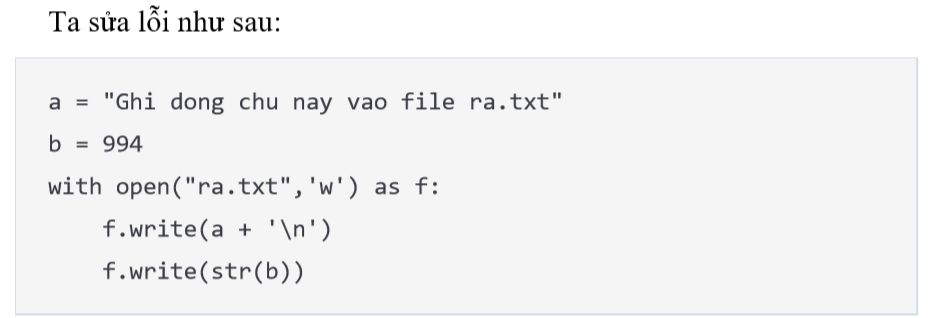 Ta sửa lỗi như sau:
a = "Ghi dong chu nay vao file ra.txt"
b = 994
with open("ra.txt",'w') as f:
    f.write(a + '\n')
    f.write(str(b))